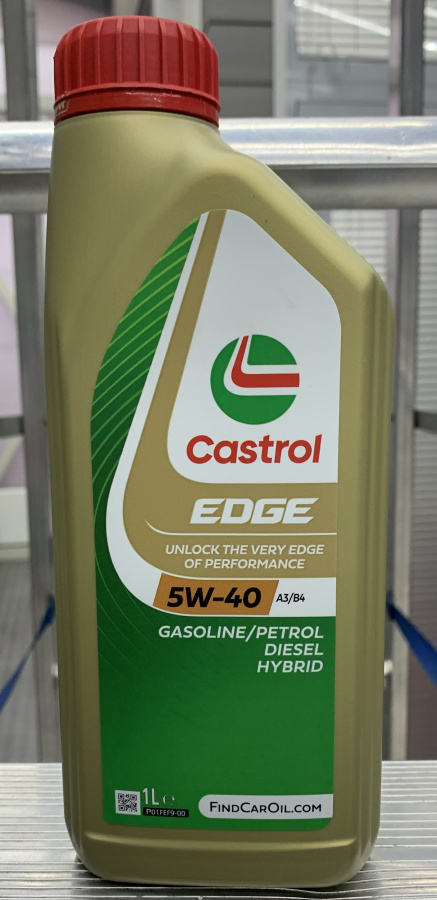 Castrol
EDGE
UNLOCK THE VERY EDGE
OF PERFORMANCE
5W-40 A3/B4
GASOLINE/PETROL
DIESEL
HYBRID
1L e
P01FEF9-00
FINDCAROIL.COM